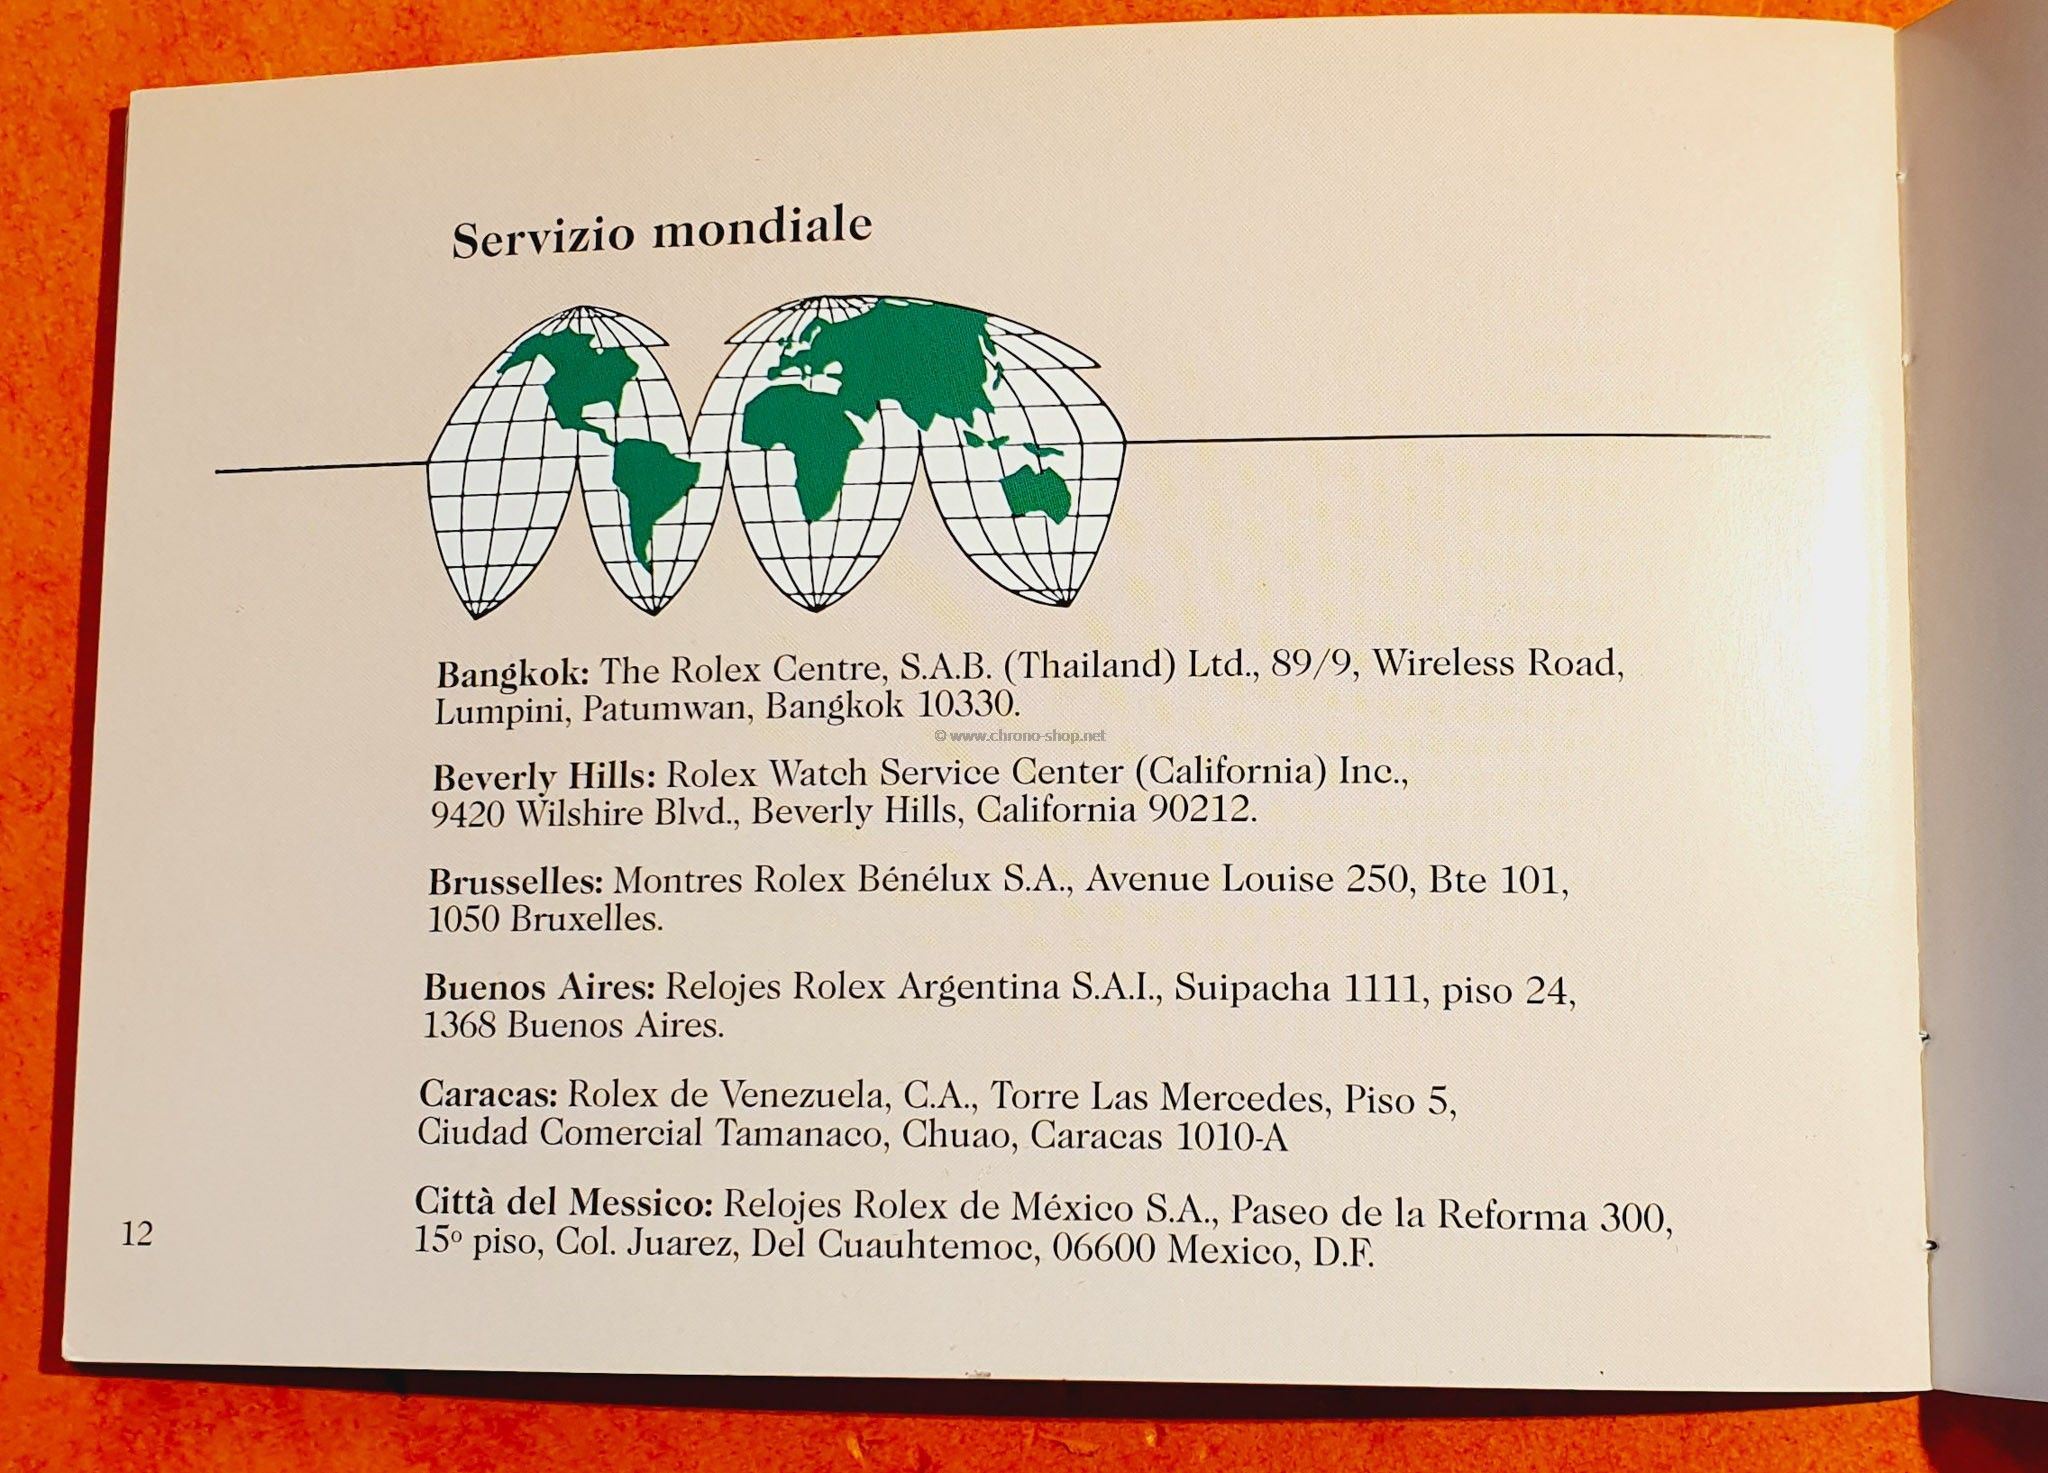 Servizio mondiale
Bangkok: The Rolex Centre, S.A.B. (Thailand) Ltd., 89/9, Wireless Road,
Lumpini, Patumwan, Bangkok 10330.
© www.chrono-shop.net
Beverly Hills: Rolex Watch Service Center (California) Inc.,
9420 Wilshire Blvd., Beverly Hills, California 90212.
Brusselles: Montres Rolex Bénélux S.A., Avenue Louise 250, Bte 101,
1050 Bruxelles.
Buenos Aires: Relojes Rolex Argentina S.A.I., Suipacha 1111, piso 24,
1368 Buenos Aires.
Caracas: Rolex de Venezuela, C.A., Torre Las Mercedes, Piso 5,
Ciudad Comercial Tamanaco, Chuao, Caracas 1010-A
Città del Messico: Relojes Rolex de México S.A., Paseo de la Reforma 300,
15º piso, Col. Juarez, Del Cuauhtemoc, 06600 Mexico, D.F.
12